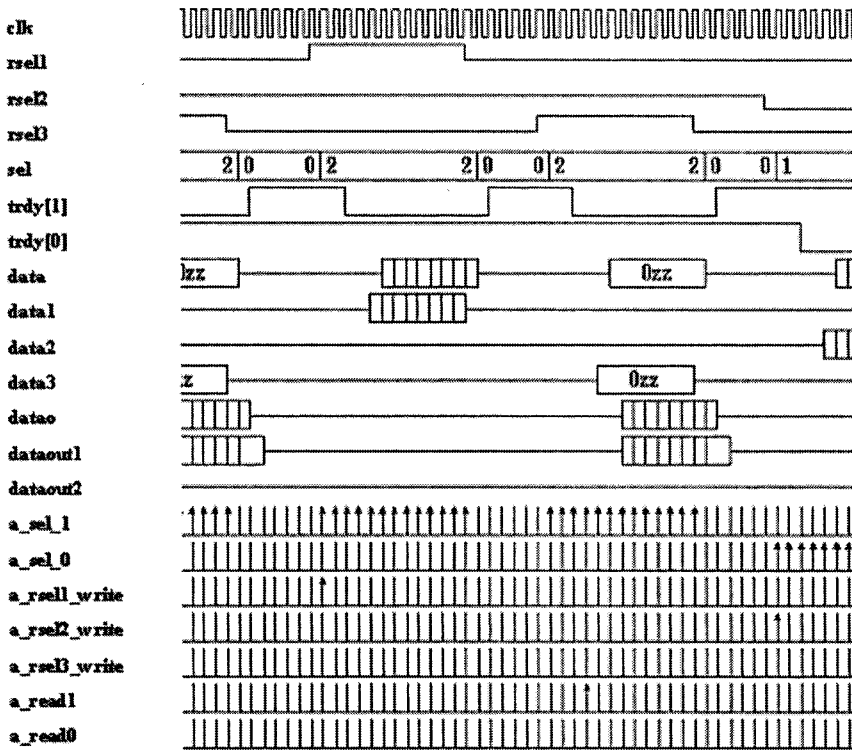 clk
rsel1
rsel2
rsel3
sel 2 0 0 2 2 0 0 2 2 0 0 1
trdy[1]
trdy[0]
data 0zz 0zz
data1
data2
data3 zz 0zz
datao
dataout1
dataout2
a_sel_1
a_sel_0
a_rsel1_write
a_rsel2_write
a_rsel3_write
a_read1
a_read0